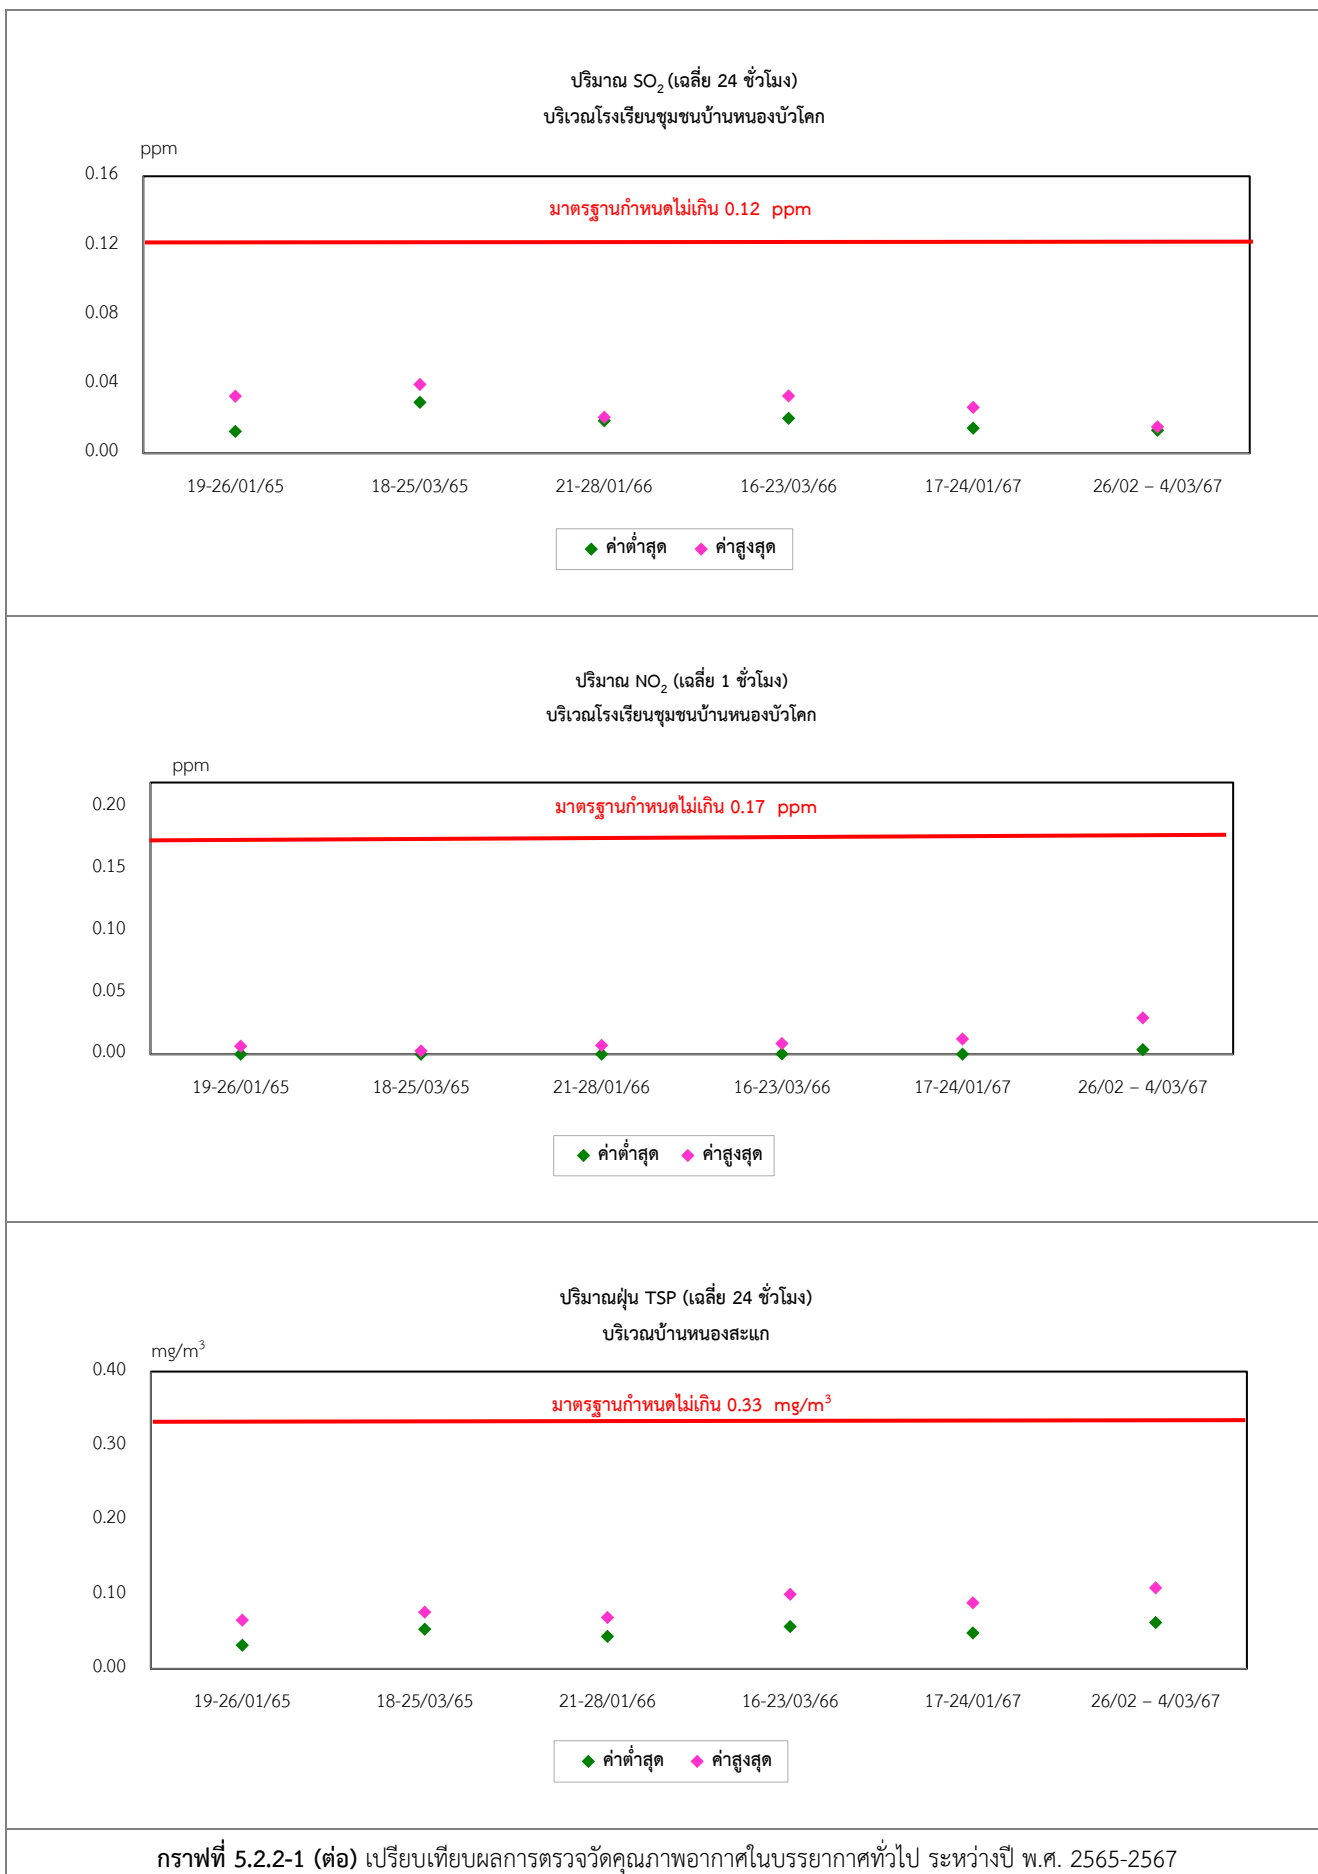 ปริมาณ SO2 (เฉลี่ย 24 ชั่วโมง)
บริเวณโรงเรียนชุมชนบ้านหนองบัวโคก
ppm
0.16
มาตรฐานกำหนดไม่เกิน 0.12 ppm
0.12
0.08
0.04
0.00
19-26/01/65 18-25/03/65 21-28/01/66 16-23/03/66 17-24/01/67 26/02 – 4/03/67
ค่าต่ำสุด ค่าสูงสุด
ปริมาณ NO2 (เฉลี่ย 1 ชั่วโมง)
บริเวณโรงเรียนชุมชนบ้านหนองบัวโคก
ppm
0.20
มาตรฐานกำหนดไม่เกิน 0.17 ppm
0.15
0.10
0.05
0.00
19-26/01/65 18-25/03/65 21-28/01/66 16-23/03/66 17-24/01/67 26/02 – 4/03/67
ค่าต่ำสุด ค่าสูงสุด
ปริมาณฝุ่น TSP (เฉลี่ย 24 ชั่วโมง)
บริเวณบ้านหนองสะแก
mg/m3
0.40
มาตรฐานกำหนดไม่เกิน 0.33 mg/m3
0.30
0.20
0.10
0.00
19-26/01/65 18-25/03/65 21-28/01/66 16-23/03/66 17-24/01/67 26/02 – 4/03/67
ค่าต่ำสุด ค่าสูงสุด
กราฟที่ 5.2.2-1 (ต่อ) เปรียบเทียบผลการตรวจวัดคุณภาพอากาศในบรรยากาศทั่วไป ระหว่างปี พ.ศ. 2565-2567